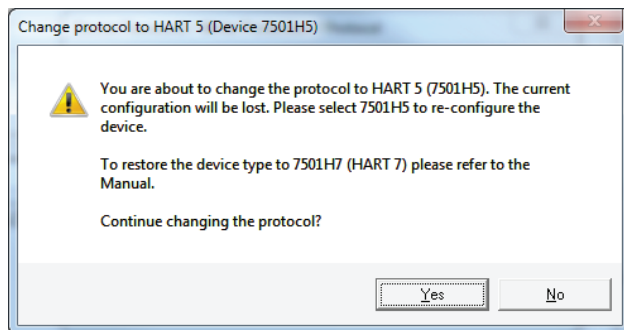 Change protocol to HART 5 (Device 7501H5)
You are about to change the protocol to HART 5 (7501H5). The current
configuration will be lost. Please select 7501H5 to re-configure the
device.
To restore the device type to 7501H7 (HART 7) please refer to the
Manual.
Continue changing the protocol?
Yes
No